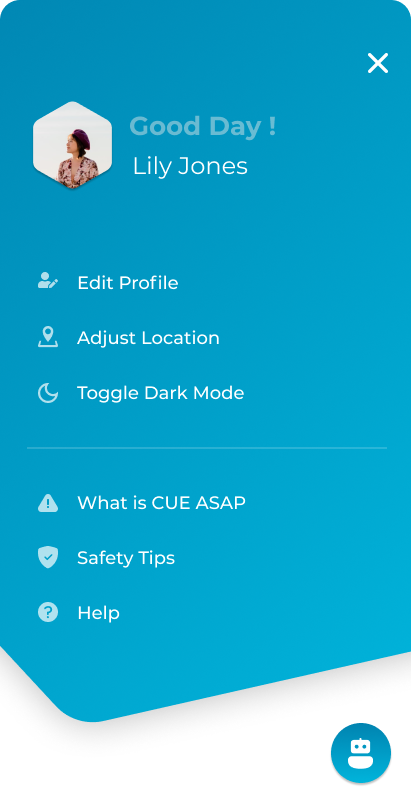 Good Day !
Lily Jones
Edit Profile
Adjust Location
Toggle Dark Mode
What is CUE ASAP
Safety Tips
Help